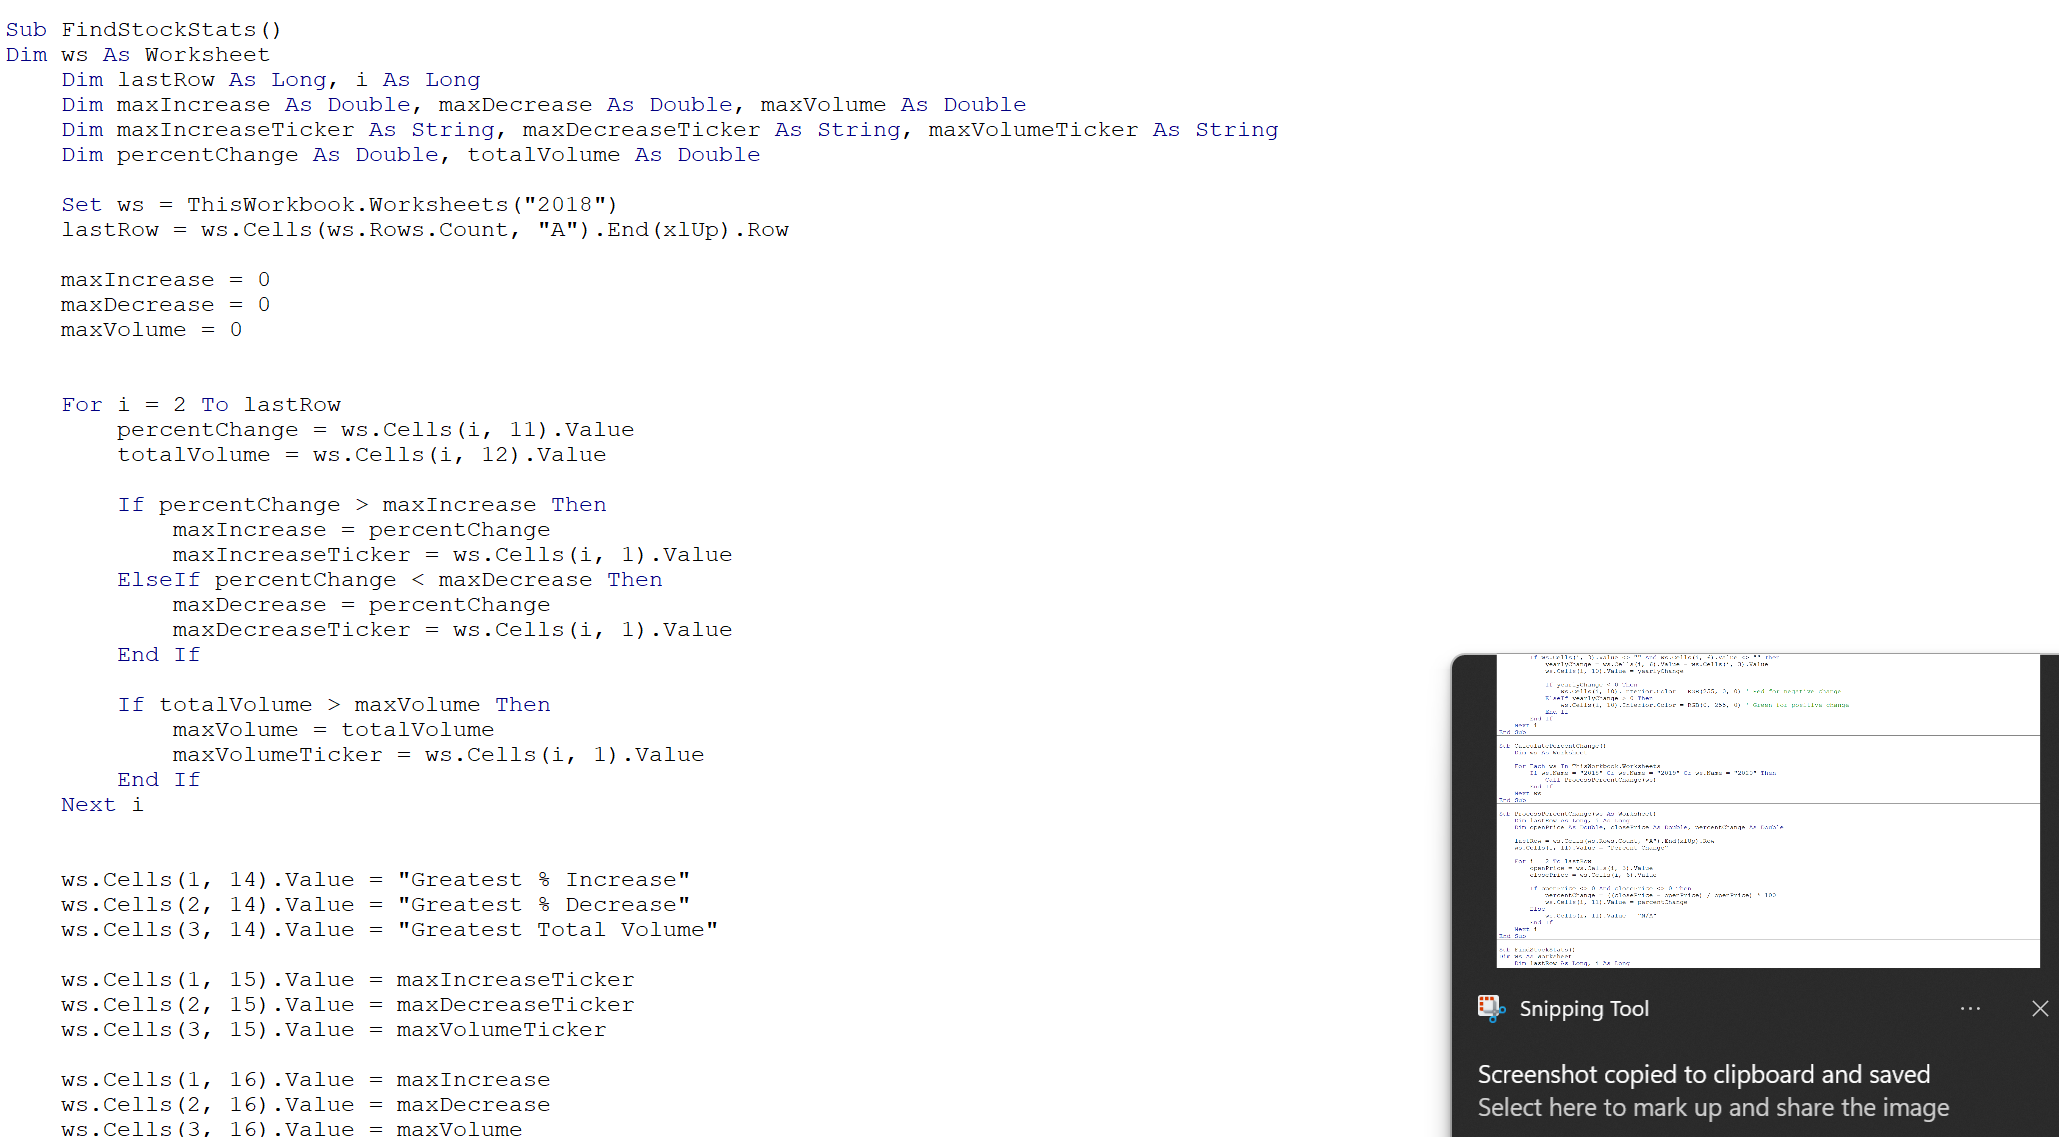 Sub FindStockStats()
Dim ws As Worksheet
Dim lastRow As Long, i As Long
Dim maxIncrease As Double, maxDecrease As Double, maxVolume As Double
Dim maxIncreaseTicker As String, maxDecreaseTicker As String, maxVolumeTicker As String
Dim percentChange As Double, totalVolume As Double
Set ws = ThisWorkbook.Worksheets("2018")
lastRow = ws.Cells(ws.Rows.Count, "A").End(xlUp).Row
maxIncrease = 0
maxDecrease = 0
maxVolume = 0
For i = 2 To lastRow
percentChange = ws.Cells(i, 11).Value
totalVolume = ws.Cells(i, 12).Value
If percentChange > maxIncrease Then
maxIncrease = percentChange
maxIncreaseTicker = ws.Cells(i, 1).Value
ElseIf percentChange < maxDecrease Then
maxDecrease = percentChange
maxDecreaseTicker = ws.Cells(i, 1).Value
End If
If totalVolume > maxVolume Then
maxVolume = totalVolume
maxVolumeTicker = ws.Cells(i, 1).Value
End If
Next i
ws.Cells(1, 14).Value = "Greatest % Increase"
ws.Cells(2, 14).Value = "Greatest % Decrease"
ws.Cells(3, 14).Value = "Greatest Total Volume"
ws.Cells(1, 15).Value = maxIncreaseTicker
ws.Cells(2, 15).Value = maxDecreaseTicker
ws.Cells(3, 15).Value = maxVolumeTicker
ws.Cells(1, 16).Value = maxIncrease
ws.Cells(2, 16).Value = maxDecrease
ws.Cells(3, 16).Value = maxVolume
Snipping Tool
Screenshot copied to clipboard and saved
Select here to mark up and share the image